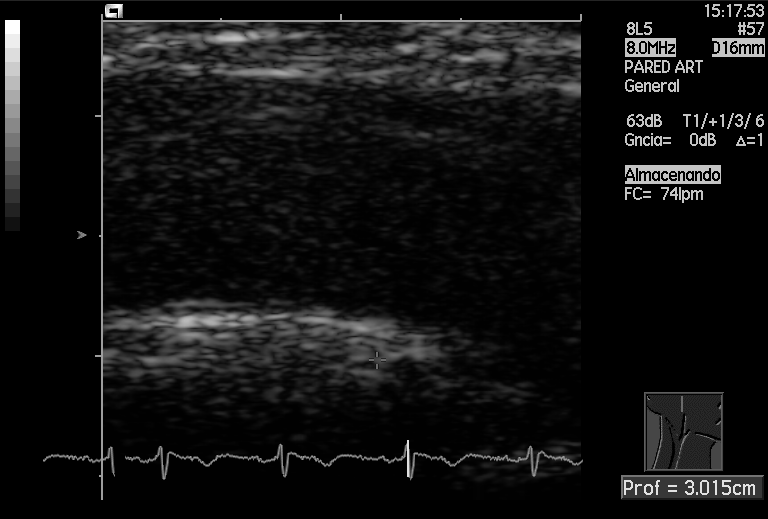 15:17:53
8L5 #57
8.0MHz D16mm
PARED ART
General
63dB T1/+1/3/ 6
Gncia= 0dB Δ=1
Almacenando
FC= 74lpm
Prof = 3.015cm